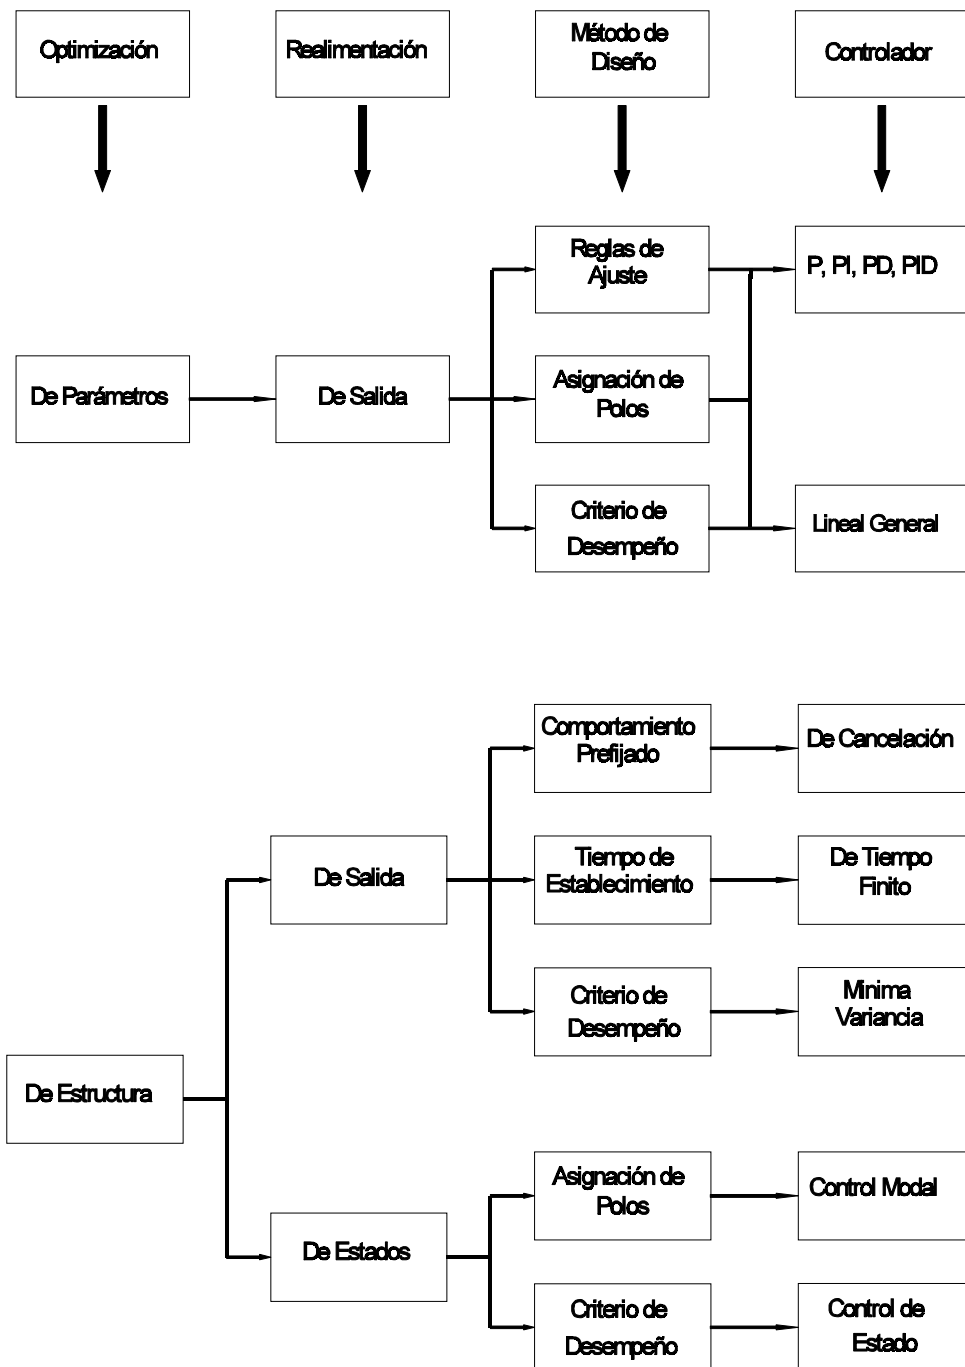 Optimización
Realimentación
Método de
Diseño
Controlador
Reglas de
Ajuste
P, PI, PD, PID
De Parámetros
De Salida
Asignación de
Polos
Criterio de
Desempeño
Lineal General
Comportamiento
Prefijado
De Cancelación
De Salida
Tiempo de
Establecimiento
De Tiempo
Finito
Criterio de
Desempeño
Minima
Variancia
De Estructura
Asignación de
Polos
Control Modal
De Estados
Criterio de
Desempeño
Control de
Estado